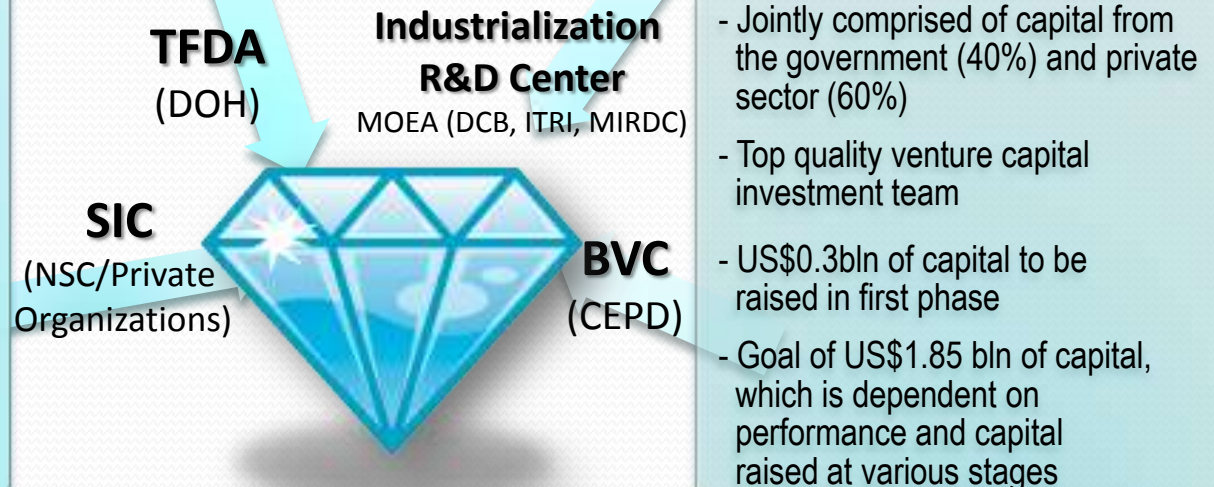 TFDA
(DOH)
Industrialization
R&D Center
MOEA (DCB, ITRI, MIRDC)
SIC
(NSC/Private
Organizations)
BVC
(CEPD)
- Jointly comprised of capital from
the government (40%) and private
sector (60%)
- Top quality venture capital
investment team
- US$0.3bln of capital to be
raised in first phase
- Goal of US$1.85 bln of capital,
which is dependent on
performance and capital
raised at various stages